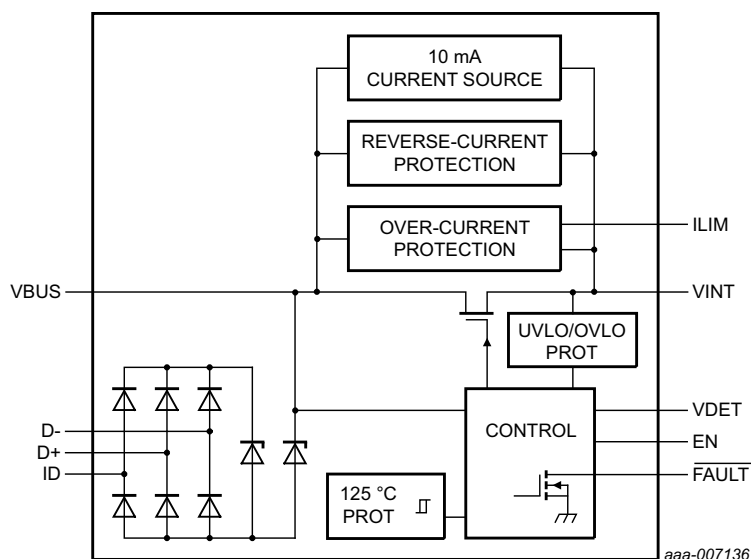 10 mA
CURRENT SOURCE
REVERSE-CURRENT
PROTECTION
OVER-CURRENT
PROTECTION
ILIM
VBUS
VINT
UVLO/OVLO
PROT
VDET
CONTROL
EN
D-
D+
ID
FAULT
125 °C
PROT
aaa-007136